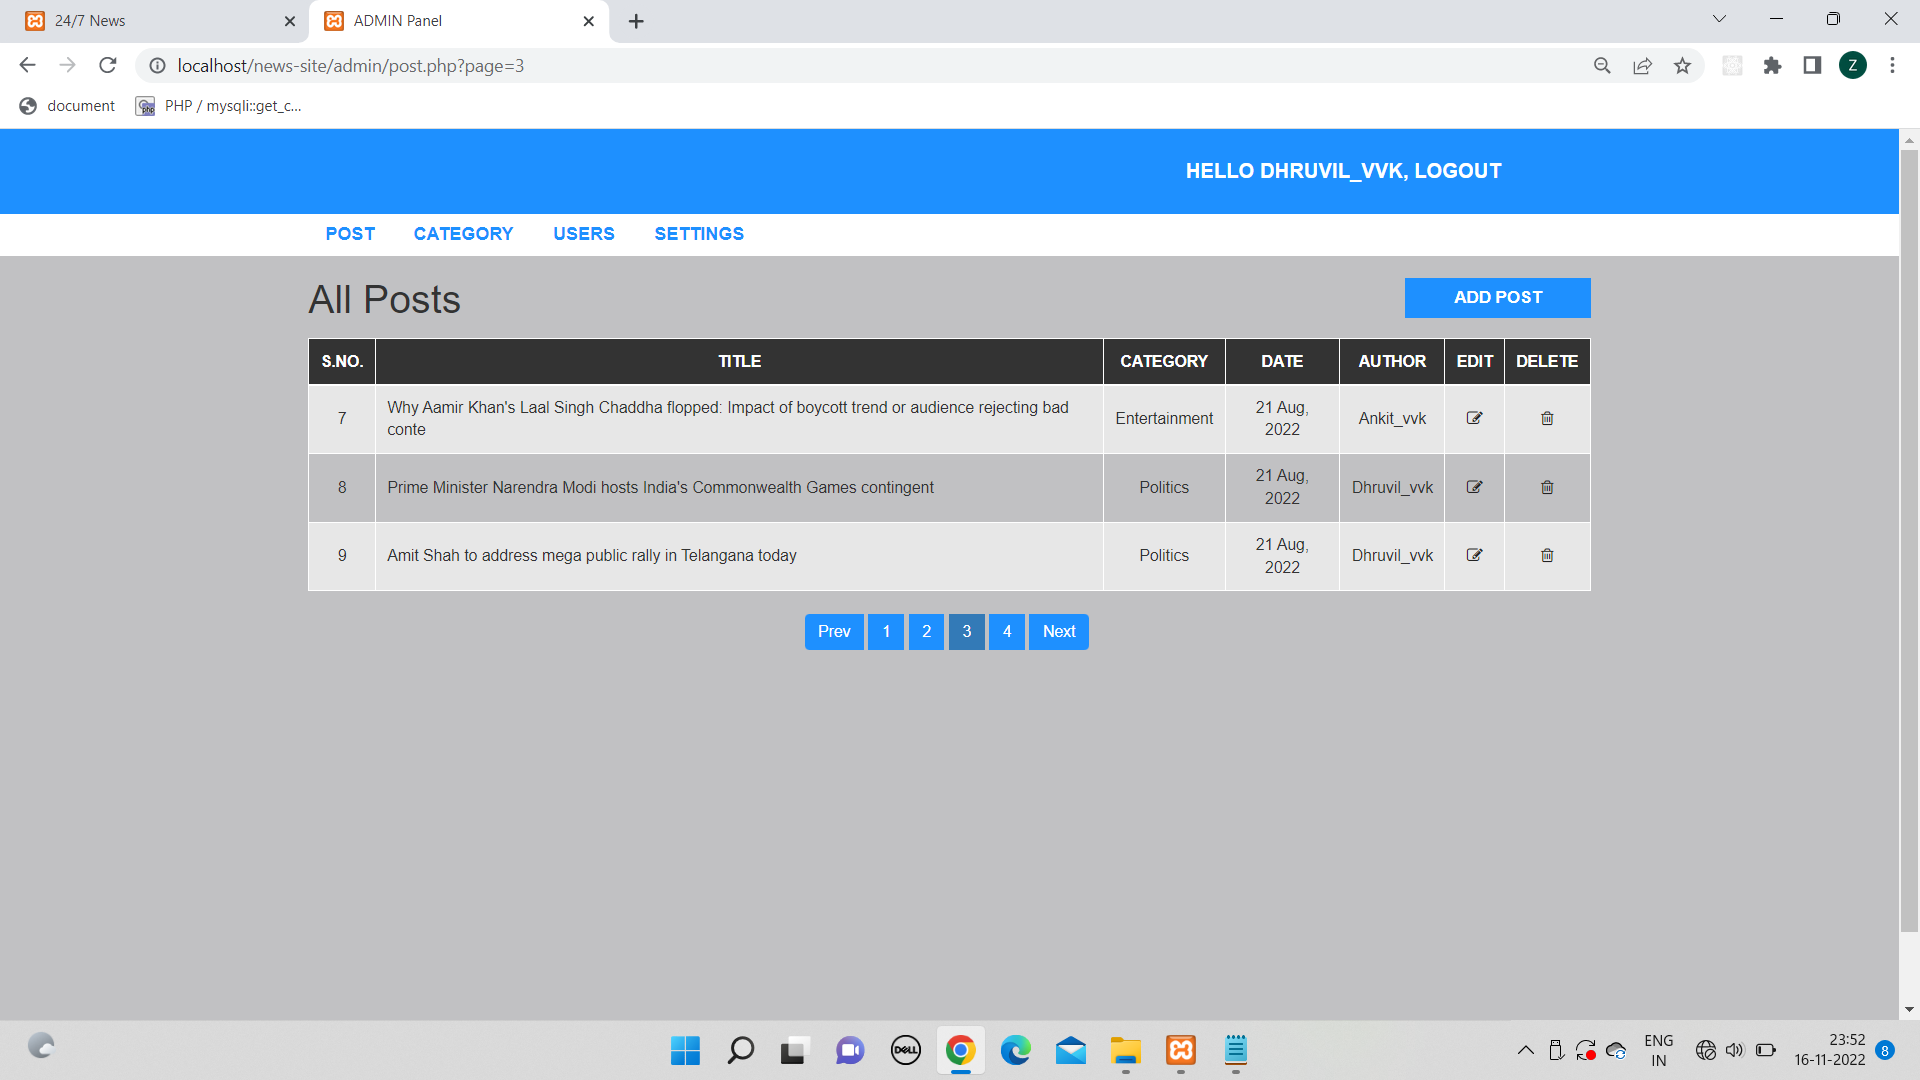 24/7 News
ADMIN Panel
localhost/news-site/admin/post.php?page=3
Z
document
PHP / mysqli::get_c...
HELLO DHRUVIL_VVK, LOGOUT
POST CATEGORY USERS SETTINGS
All Posts
ADD POST
S.NO. TITLE CATEGORY DATE AUTHOR EDIT DELETE
7 Why Aamir Khan's Laal Singh Chaddha flopped: Impact of boycott trend or audience rejecting bad
conte
Entertainment
21 Aug,
2022
Ankit_vvk
8 Prime Minister Narendra Modi hosts India's Commonwealth Games contingent
Politics
21 Aug,
2022
Dhruvil_vvk
9 Amit Shah to address mega public rally in Telangana today
Politics
21 Aug,
2022
Dhruvil_vvk
Prev 1 2 3 4 Next
DELL
ENG
IN
23:52
16-11-2022
8